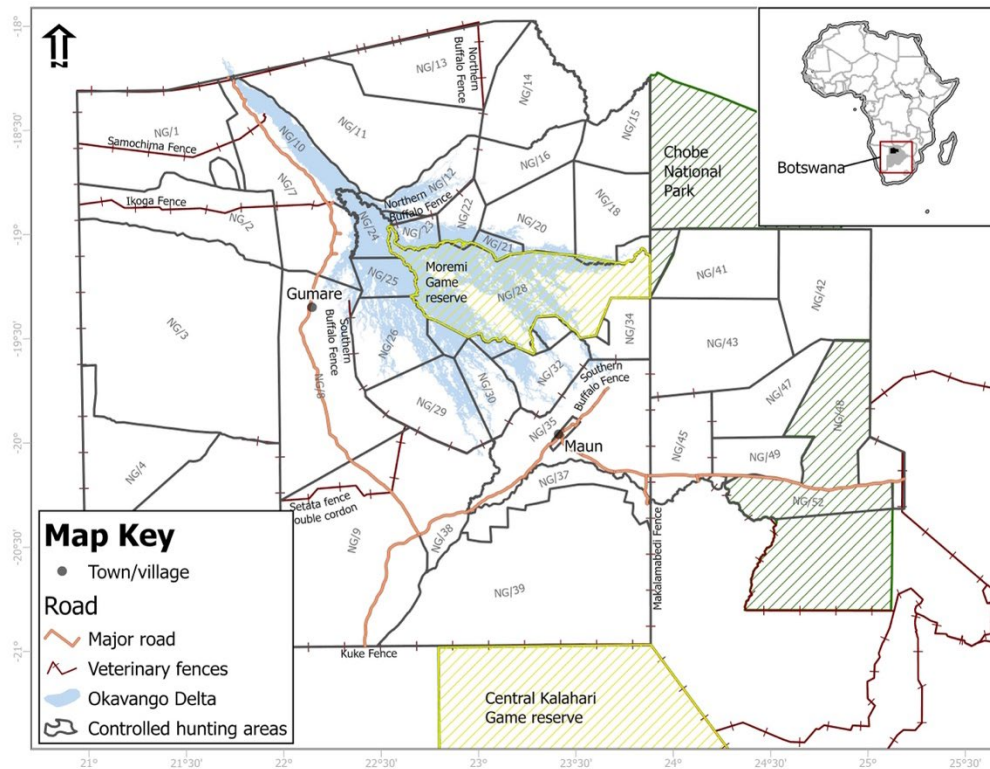 -18°
-18°30
-19°
-19°30
-20°
-20°30
-21°
N
NG/13
Northern
Buffalo Fence
NG/14
NG/1
Samochima Fence
NG/10
NG/11
NG/15
NG/16
Chobe
National
Park
Botswana
NG/7
NG/12
Ikoga Fence
Northern
Buffalo Fence
NG/2
NG/24
NG/23
NG/22
NG/20
NG/18
NG/21
NG/25
Moremi
Game
reserve
NG/28
NG/41
NG/42
Gumare
Southern
Buffalo Fence
NG/26
NG/34
NG/3
NG/43
NG/8
NG/29
NG/30
NG/32
Southern
Buffalo Fence
NG/47
NG/48
NG/35
Maun
NG/45
NG/49
NG/4
NG/37
NG/52
Setata fence
ouble cordon
NG/9
NG/38
NG/39
Makalamabedi Fence
Kuke Fence
Central Kalahari
Game reserve
Map Key
Town/village
Road
Major road
Veterinary fences
Okavango Delta
Controlled hunting areas
21° 21°30' 22° 22°30' 23° 23°30' 24° 24°30' 25° 25°30'